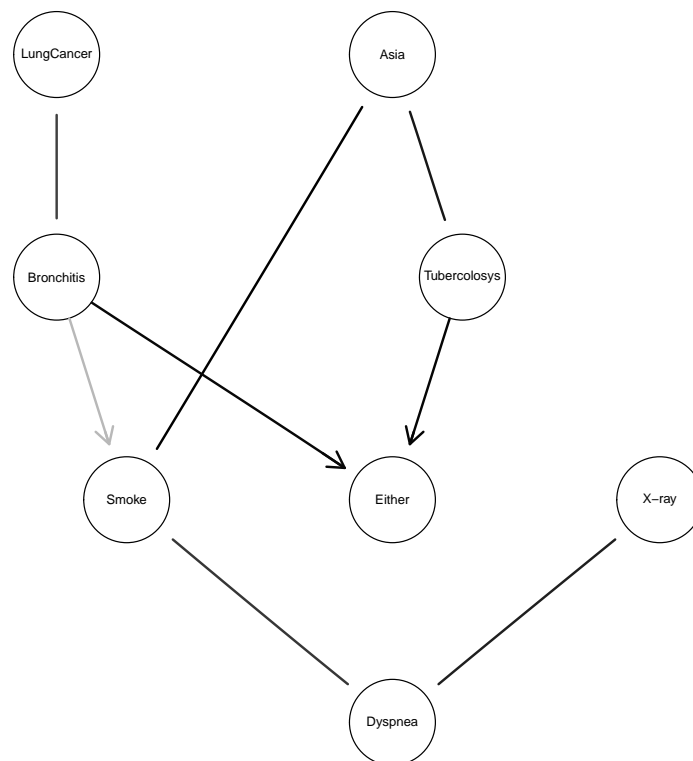 LungCancer
Asia
Bronchitis
Tubercolosys
Smoke
Either
X−ray
Dyspnea